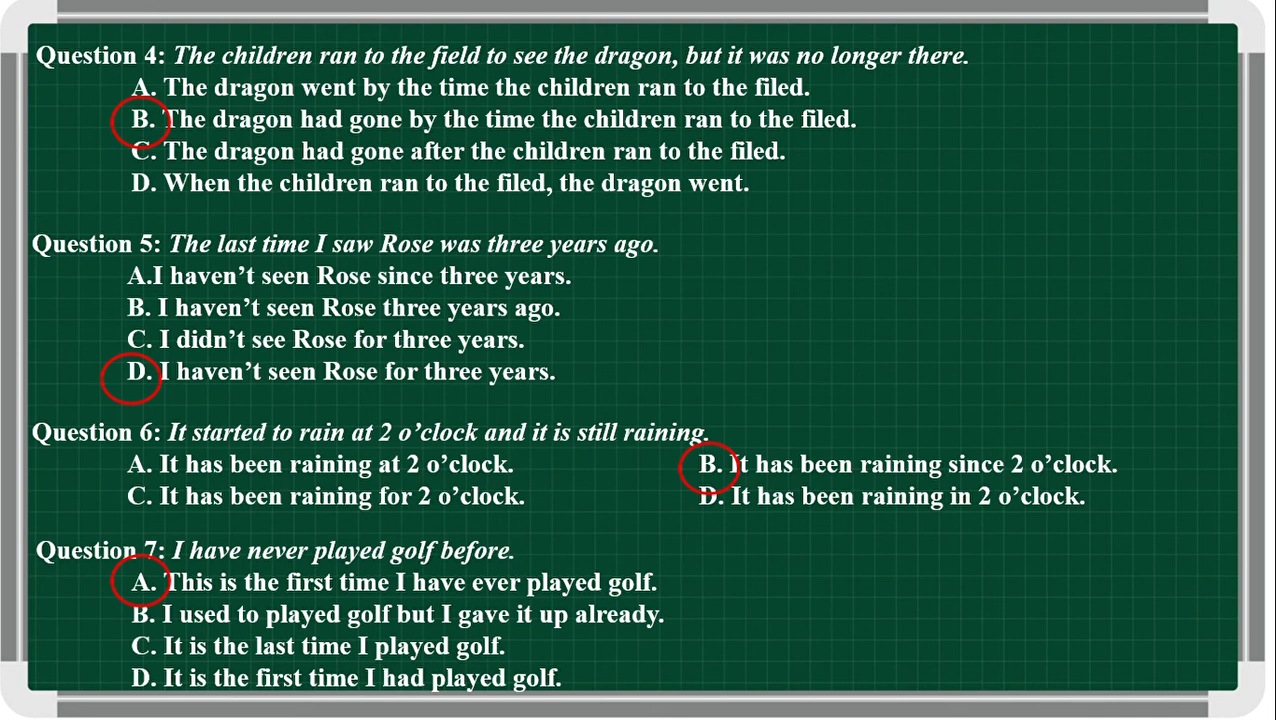 Question 4: The children ran to the field to see the dragon, but it was no longer there.
A. The dragon went by the time the children ran to the filed.
B. The dragon had gone by the time the children ran to the filed.
C. The dragon had gone after the children ran to the filed.
D. When the children ran to the filed, the dragon went.
Question 5: The last time I saw Rose was three years ago.
A.I haven’t seen Rose since three years.
B. I haven’t seen Rose three years ago.
C. I didn’t see Rose for three years.
D. I haven’t seen Rose for three years.
Question 6: It started to rain at 2 o’clock and it is still raining.
A. It has been raining at 2 o’clock. B. It has been raining since 2 o’clock.
C. It has been raining for 2 o’clock. D. It has been raining in 2 o’clock.
Question 7: I have never played golf before.
A. This is the first time I have ever played golf.
B. I used to played golf but I gave it up already.
C. It is the last time I played golf.
D. It is the first time I had played golf.